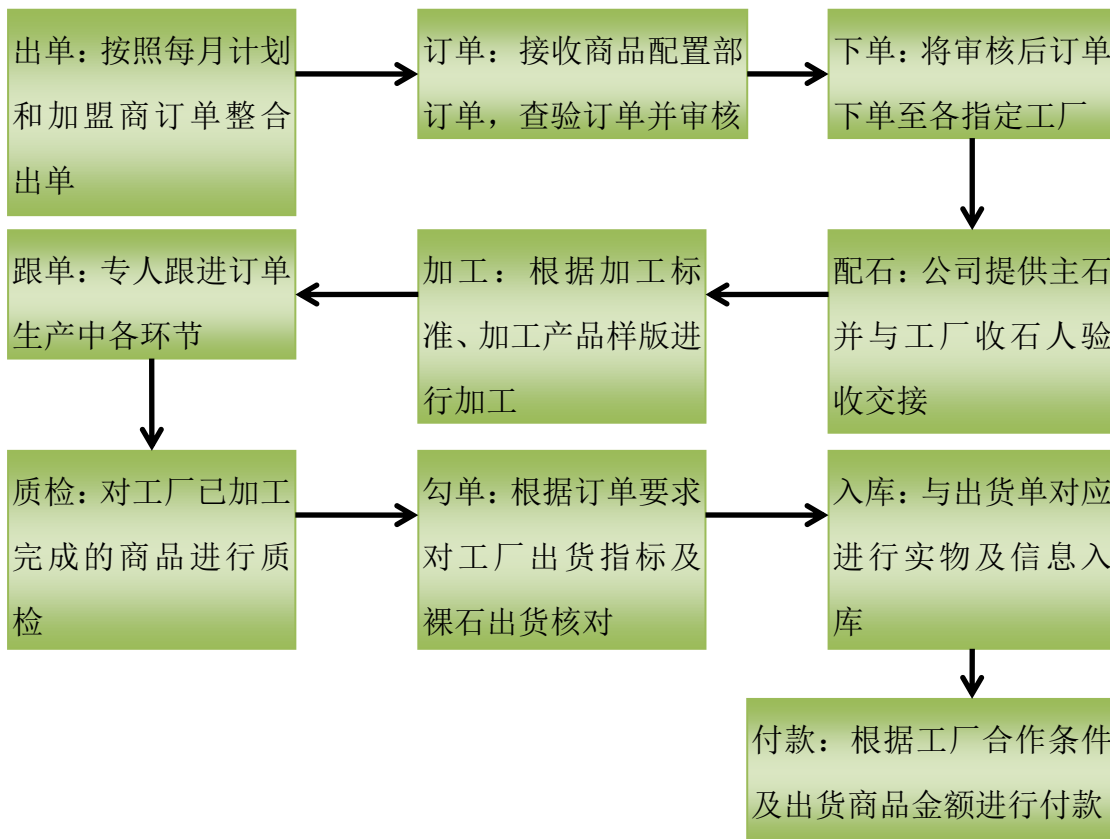 出单：按照每月计划
和加盟商订单整合
出单
订单：接收商品配置部
订单，查验订单并审核
下单：将审核后订单
下单至各指定工厂
配石：公司提供主石
并与工厂收石人验
收交接
加工：根据加工标
准、加工产品样版进
行加工
跟单：专人跟进订单
生产中各环节
质检：对工厂已加工
完成的商品进行质
检
勾单：根据订单要求
对工厂出货指标及
裸石出货核对
入库：与出货单对应
进行实物及信息入
库
付款：根据工厂合作条件
及出货商品金额进行付款